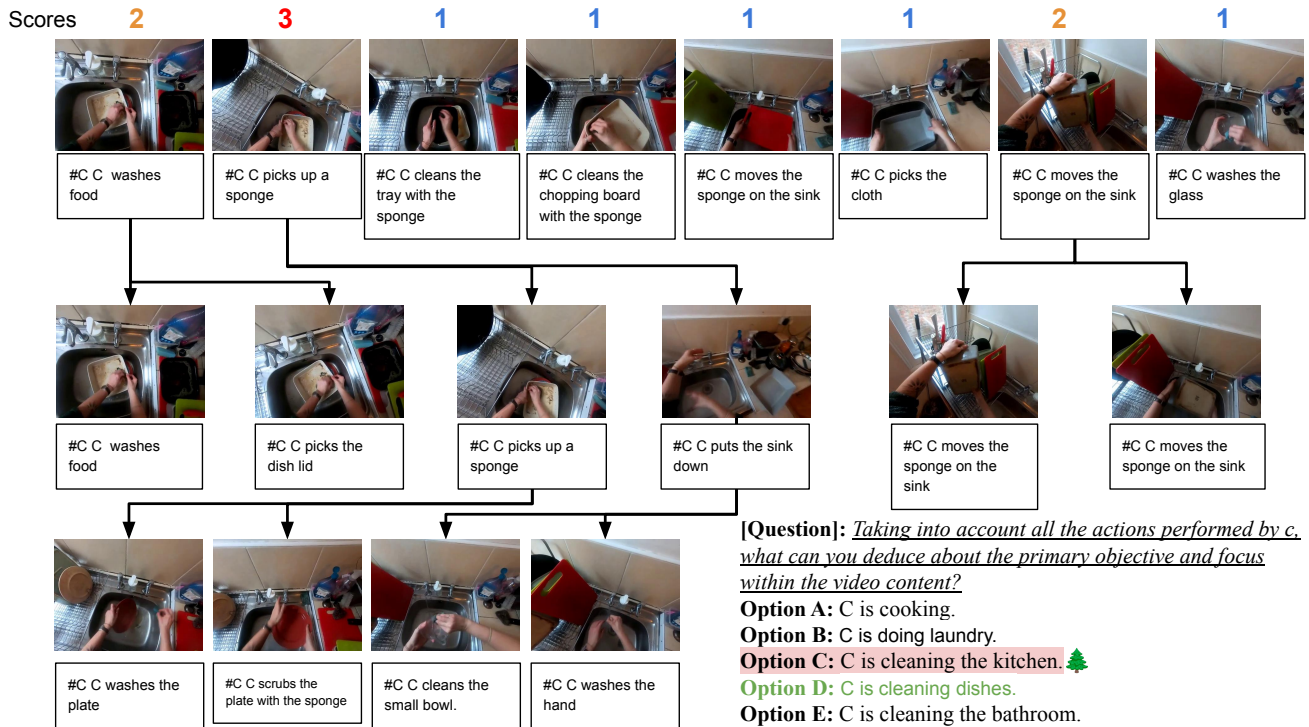 Scores 2 3 1 1 1 1 2 1
#C C washes
food
#C C picks up a
sponge
#C C cleans the
tray with the
sponge
#C C cleans the
chopping board
with the sponge
#C C moves the
sponge on the sink
#C C picks the
cloth
#C C moves the
sponge on the sink
#C C washes the
glass
#C C washes
food
#C C picks the
dish lid
#C C picks up a
sponge
#C C puts the sink
down
#C C moves the
sponge on the
sink
#C C moves the
sponge on the sink
#C C washes the
plate
#C C scrubs the
plate with the sponge
#C C cleans the
small bowl.
#C C washes the
hand
[Question]: Taking into account all the actions performed by c,
what can you deduce about the primary objective and focus
within the video content?
Option A: C is cooking.
Option B: C is doing laundry.
Option C: C is cleaning the kitchen.
Option D: C is cleaning dishes.
Option E: C is cleaning the bathroom.